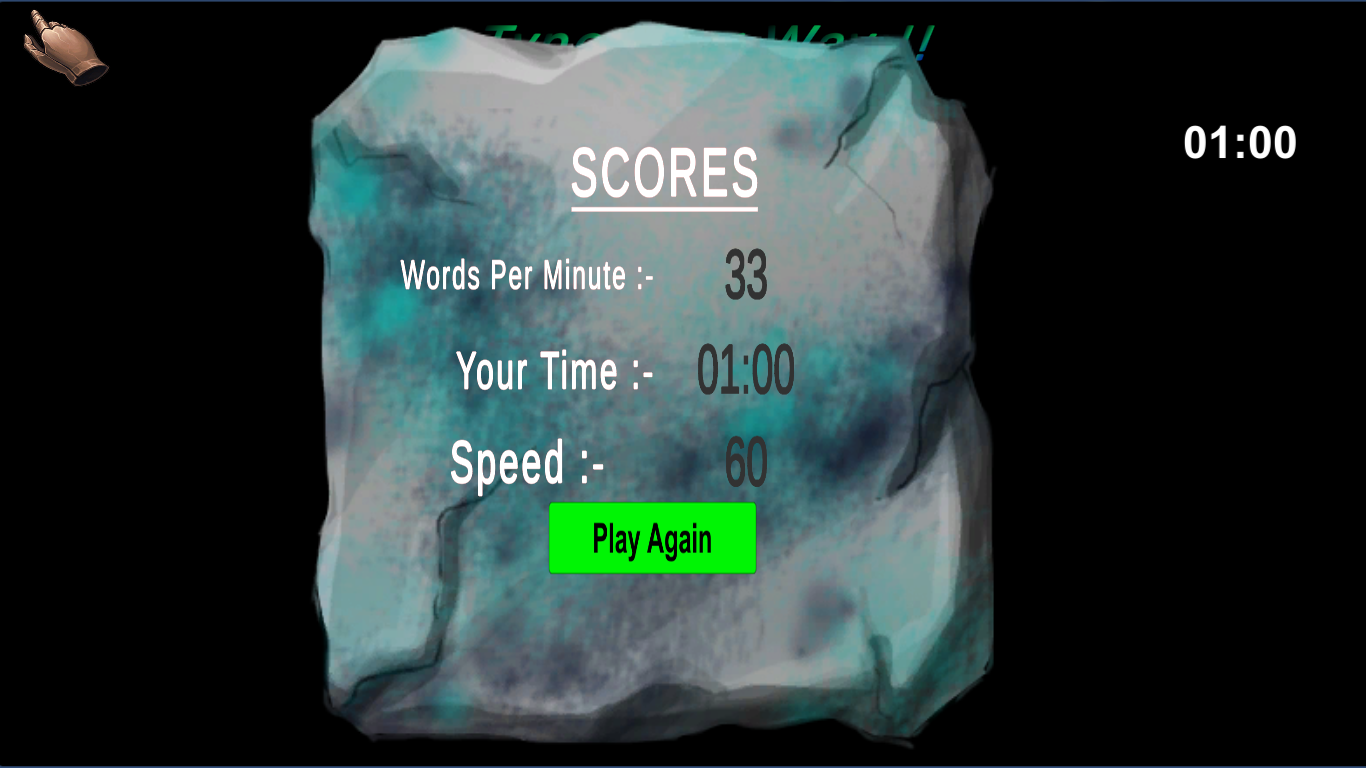 !!
01:00
SCORES
Words Per Minute :- 33
Your Time :- 01:00
Speed :- 60
Play Again